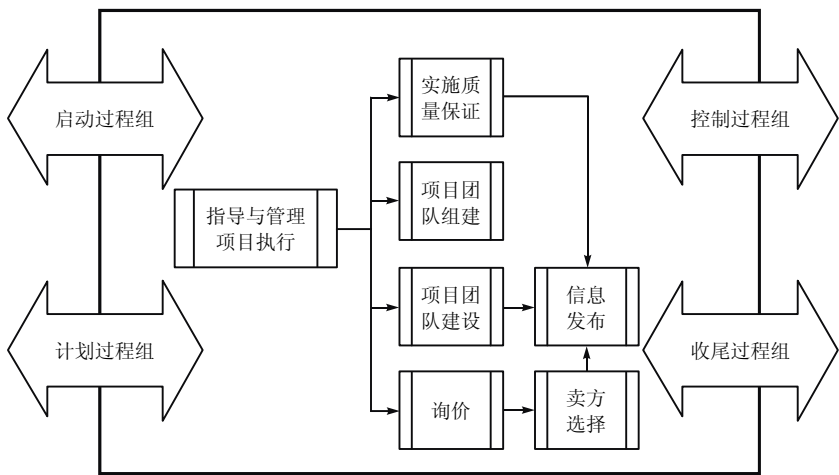 启动过程组
控制过程组
实施质
量保证
指导与管理
项目执行
项目团
队组建
项目团
队建设
信息
发布
计划过程组
收尾过程组
询价
卖方
选择